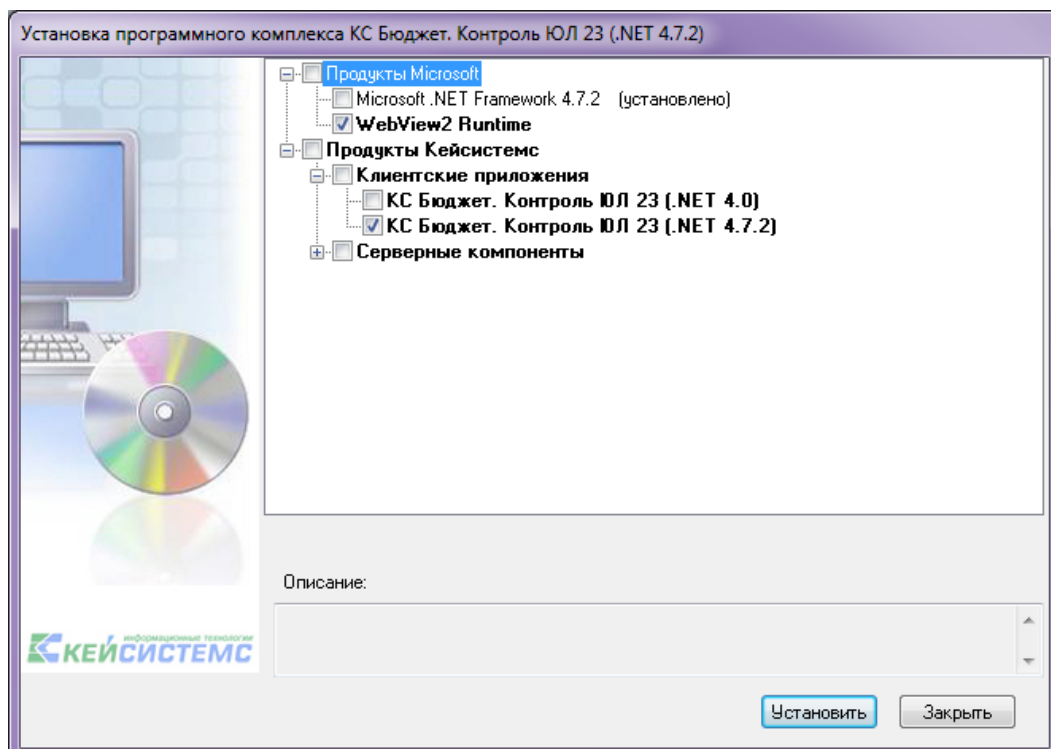 Установка программного комплекса КС Бюджет. Контроль ЮЛ 23 (.NET 4.7.2)
Продукты Microsoft
Microsoft .NET Framework 4.7.2 (установлено)
WebView2 Runtime
Продукты Кейсистемс
Клиентские приложения
КС Бюджет. Контроль ЮЛ 23 (.NET 4.0)
КС Бюджет. Контроль ЮЛ 23 (.NET 4.7.2)
Серверные компоненты
Описание:
информационные технологии
КЕЙСИСТЕМС
Установить Закрыть